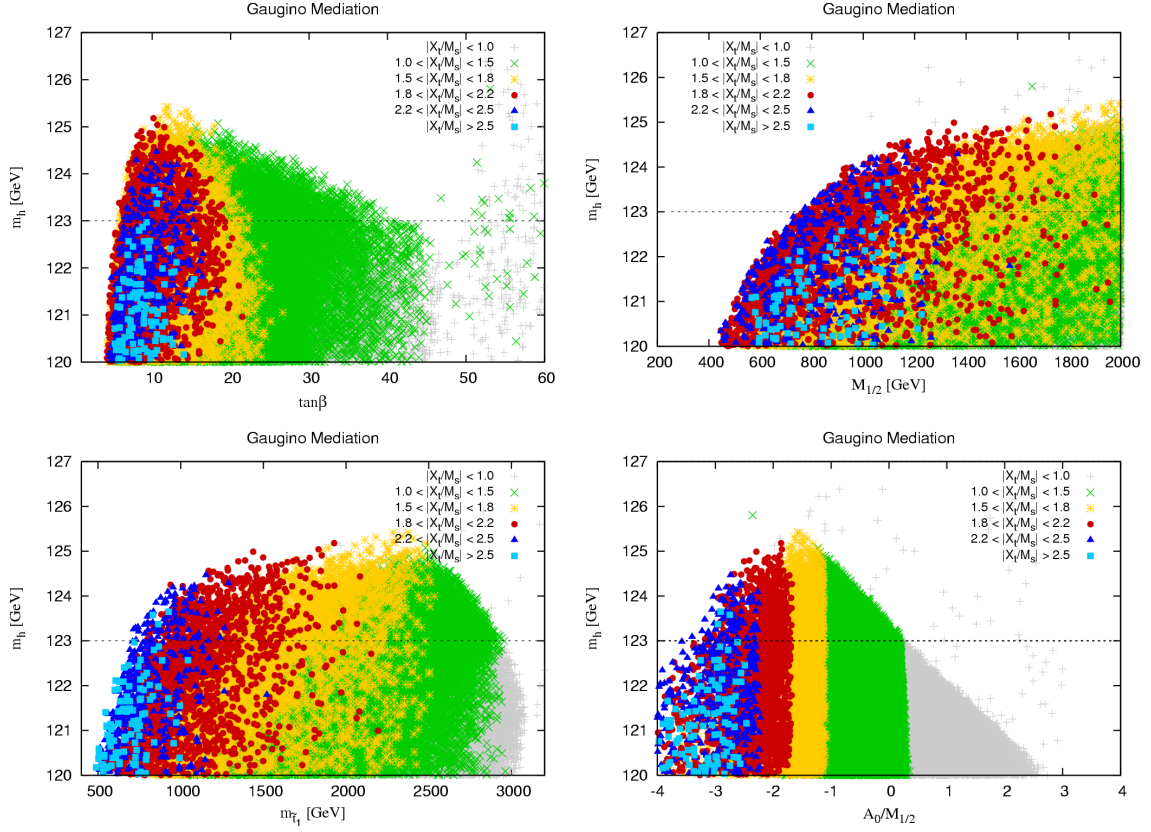 Gaugino Mediation
127
126
125
124
123
122
121
120
m_h [GeV]
|X_t/M_s| < 1.0
1.0 < |X_t/M_s| < 1.5
1.5 < |X_t/M_s| < 1.8
1.8 < |X_t/M_s| < 2.2
2.2 < |X_t/M_s| < 2.5
|X_t/M_s| > 2.5
10 20 30 40 50 60
tanβ
Gaugino Mediation
127
126
125
124
123
122
121
120
m_h [GeV]
|X_t/M_s| < 1.0
1.0 < |X_t/M_s| < 1.5
1.5 < |X_t/M_s| < 1.8
1.8 < |X_t/M_s| < 2.2
2.2 < |X_t/M_s| < 2.5
|X_t/M_s| > 2.5
200 400 600 800 1000 1200 1400 1600 1800 2000
M_{1/2} [GeV]
Gaugino Mediation
127
126
125
124
123
122
121
120
m_h [GeV]
|X_t/M_s| < 1.0
1.0 < |X_t/M_s| < 1.5
1.5 < |X_t/M_s| < 1.8
1.8 < |X_t/M_s| < 2.2
2.2 < |X_t/M_s| < 2.5
|X_t/M_s| > 2.5
500 1000 1500 2000 2500 3000
m_{t̃_1} [GeV]
Gaugino Mediation
127
126
125
124
123
122
121
120
m_h [GeV]
|X_t/M_s| < 1.0
1.0 < |X_t/M_s| < 1.5
1.5 < |X_t/M_s| < 1.8
1.8 < |X_t/M_s| < 2.2
2.2 < |X_t/M_s| < 2.5
|X_t/M_s| > 2.5
-4 -3 -2 -1 0 1 2 3 4
A_0/M_{1/2}